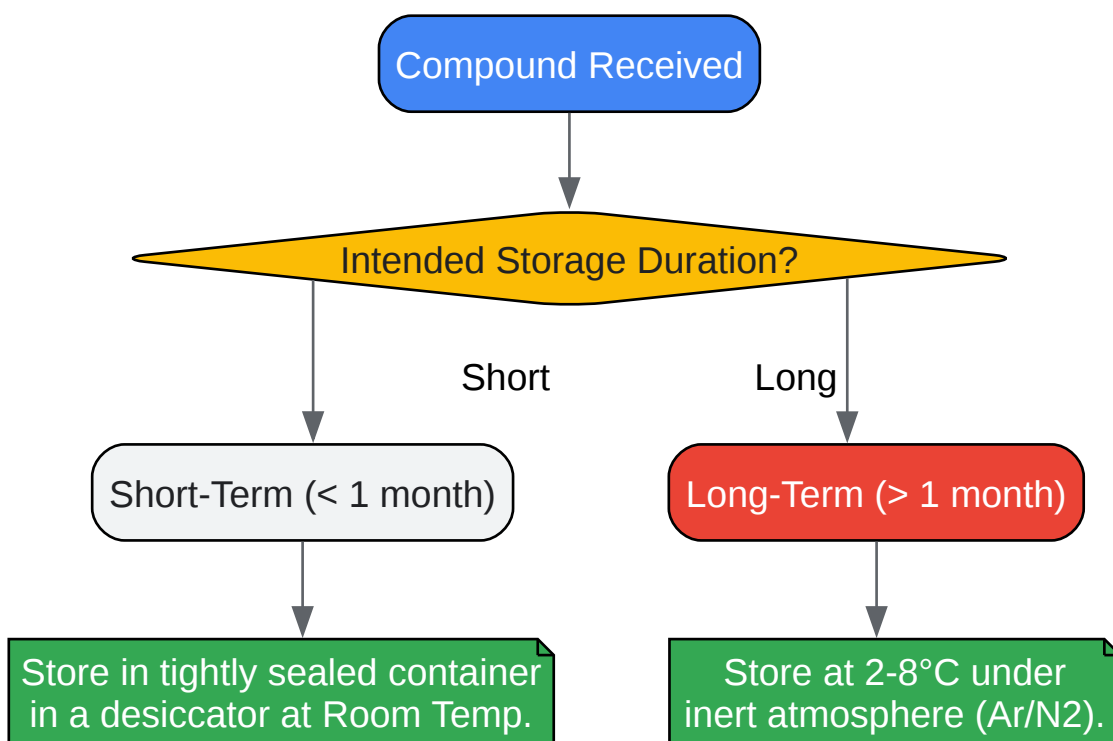 Compound Received
Intended Storage Duration?
Short
Long
Short-Term (< 1 month)
Long-Term (> 1 month)
Store in tightly sealed container
in a desiccator at Room Temp.
Store at 2-8°C under
inert atmosphere (Ar/N2).